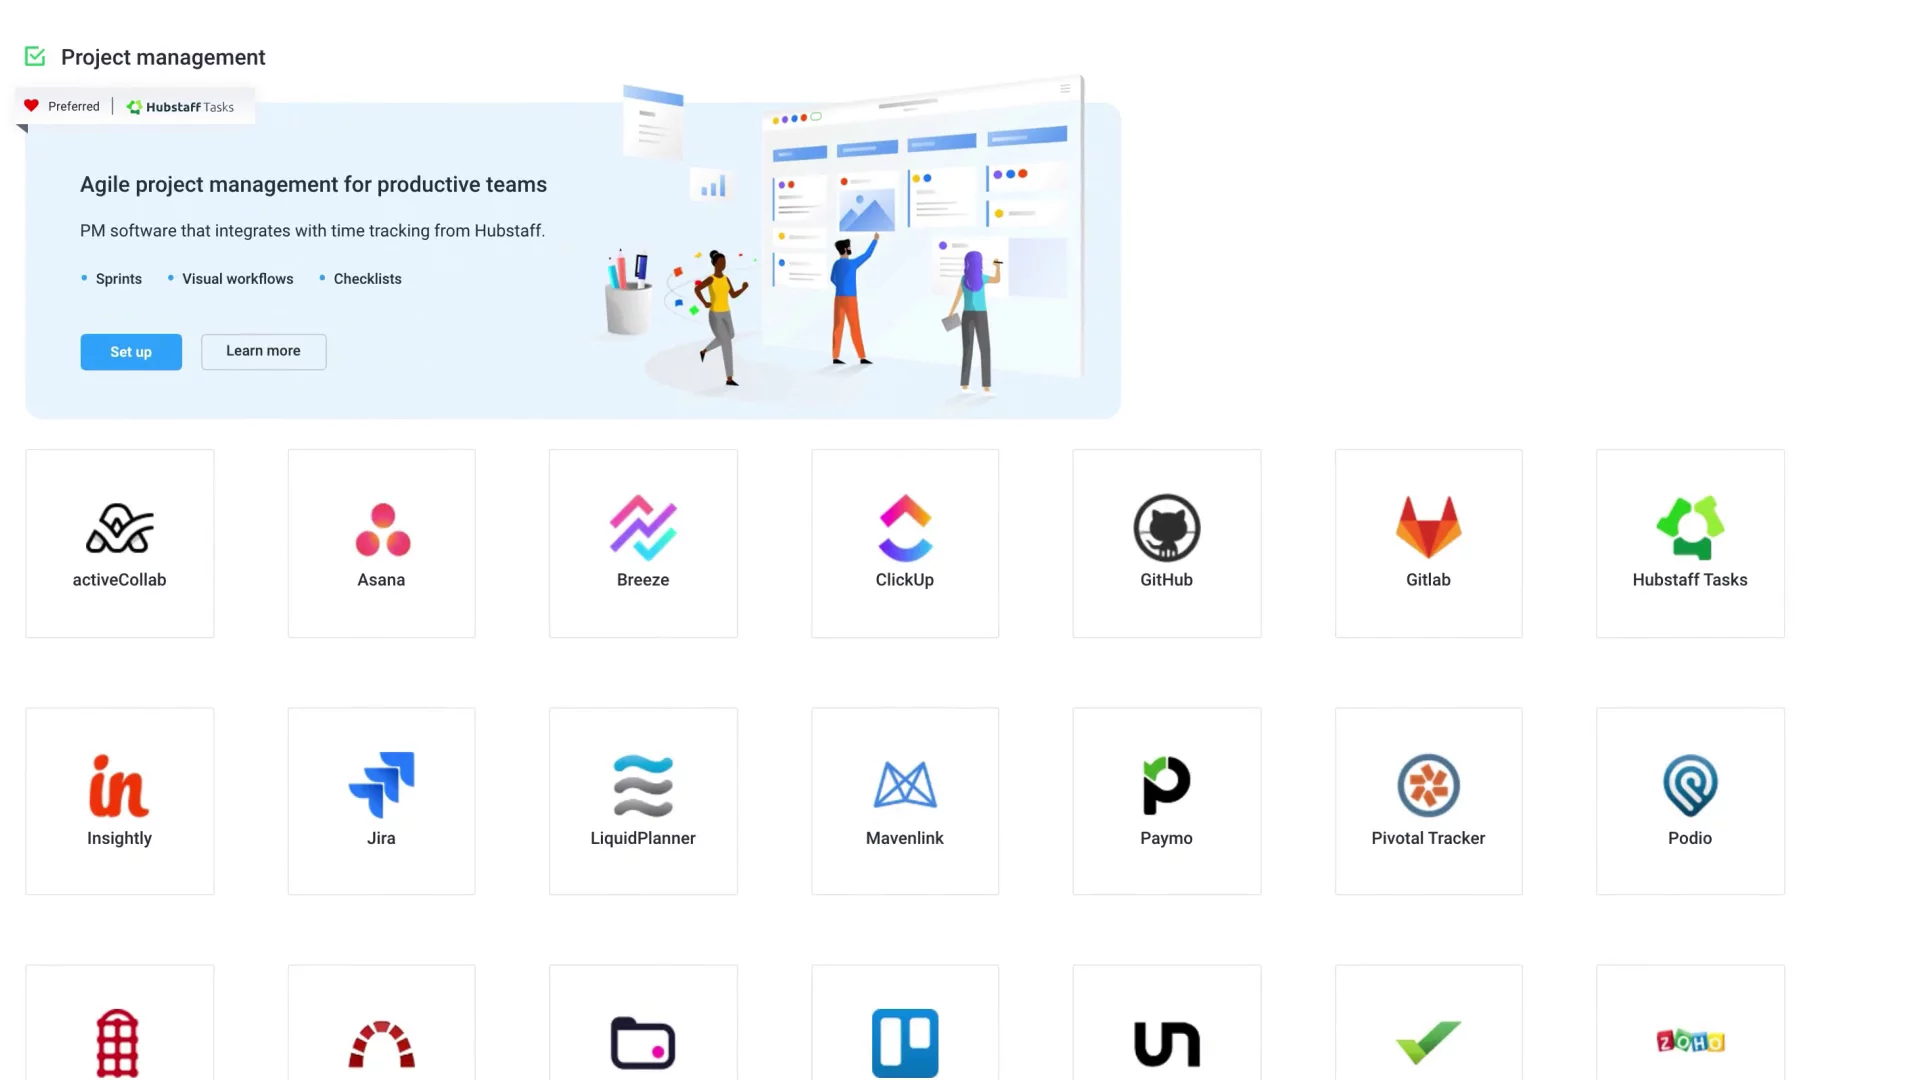 Project management
Preferred | Hubstaff Tasks
Agile project management for productive teams
PM software that integrates with time tracking from Hubstaff.
• Sprints • Visual workflows • Checklists
Set up Learn more
activeCollab Asana Breeze ClickUp GitHub Gitlab Hubstaff Tasks
in
Insightly Jira LiquidPlanner Mavenlink Paymo Pivotal Tracker Podio
ZOHO